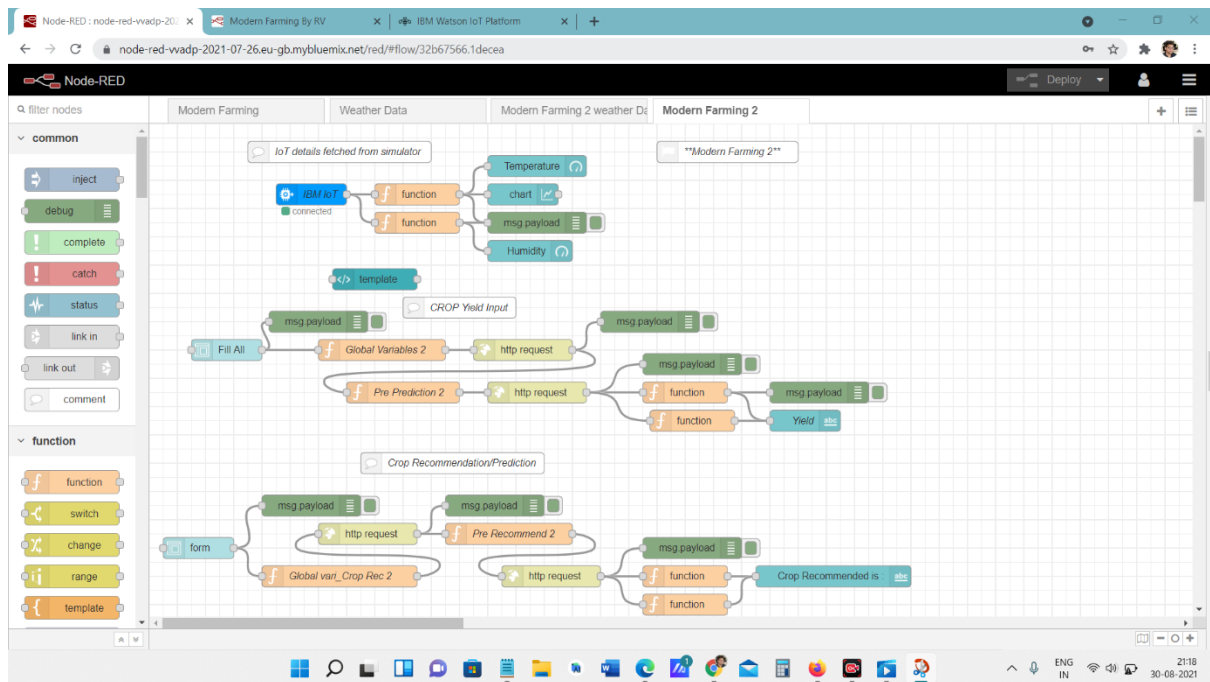 Node-RED : node-red-vvadp-202
Modern Farming By RV
IBM Watson IoT Platform
node-red-vvadp-2021-07-26.eu-gb.mybluemix.net/red/#flow/32b67566.1decea
Node-RED
Deploy
filter nodes
Modern Farming
Weather Data
Modern Farming 2 weather Da
Modern Farming 2
common
inject
debug
complete
catch
status
link in
link out
comment
function
function
switch
change
range
template
IoT details fetched from simulator
**Modern Farming 2**
Temperature
IBM IoT
function
chart
connected
function
msg.payload
Humidity
template
CROP Yield Input
msg.payload
msg.payload
Fill All
Global Variables 2
http request
msg.payload
Pre Prediction 2
http request
function
msg.payload
function
Yield
abc
Crop Recommendation/Prediction
msg.payload
msg.payload
http request
Pre Recommend 2
form
msg.payload
Global vari_Crop Rec 2
http request
function
Crop Recommended is :
abc
function
ENG
IN
21:18
30-08-2021